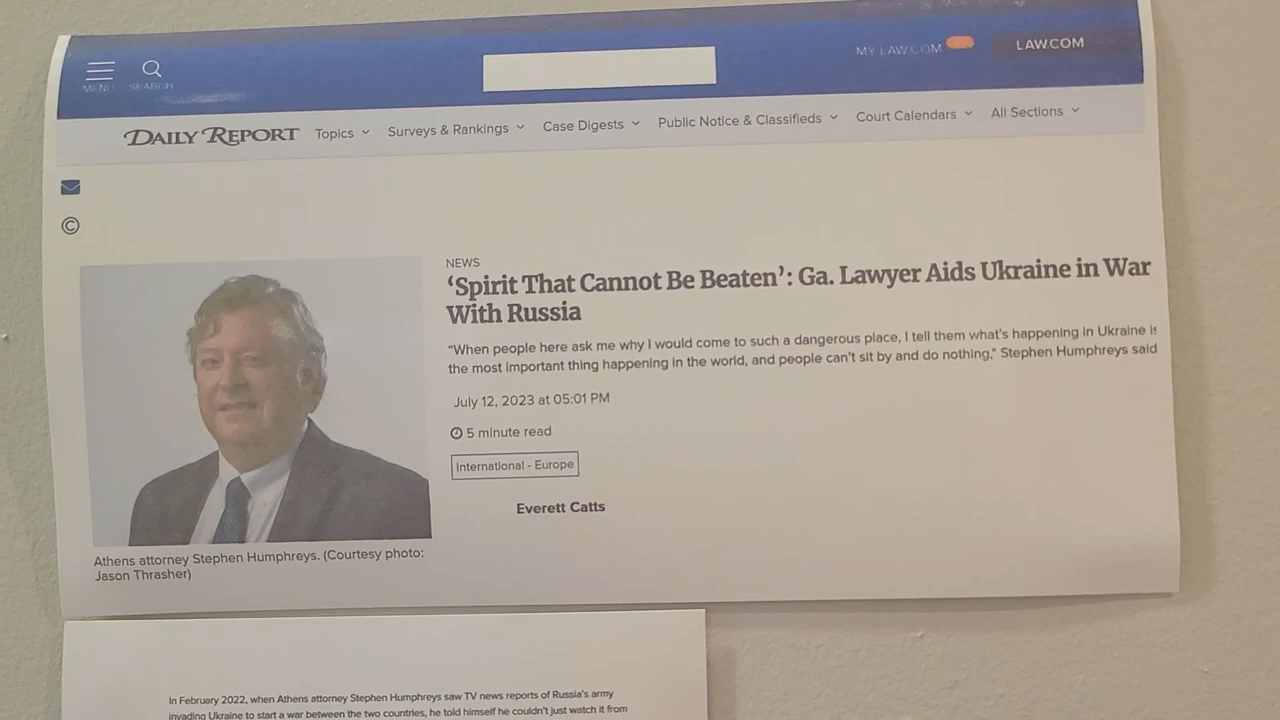 MENU SEARCH
MY LAW.COM
LAW.COM
DAILY REPORT Topics Surveys & Rankings Case Digests Public Notice & Classifieds Court Calendars All Sections
©
NEWS
‘Spirit That Cannot Be Beaten’: Ga. Lawyer Aids Ukraine in War
With Russia
“When people here ask me why I would come to such a dangerous place, I tell them what's happening in Ukraine is
the most important thing happening in the world, and people can't sit by and do nothing,” Stephen Humphreys said
July 12, 2023 at 05:01 PM
5 minute read
International - Europe
Everett Catts
Athens attorney Stephen Humphreys. (Courtesy photo:
Jason Thrasher)
In February 2022, when Athens attorney Stephen Humphreys saw TV news reports of Russia's army
invading Ukraine to start a war between the two countries, he told himself he couldn't just watch it from